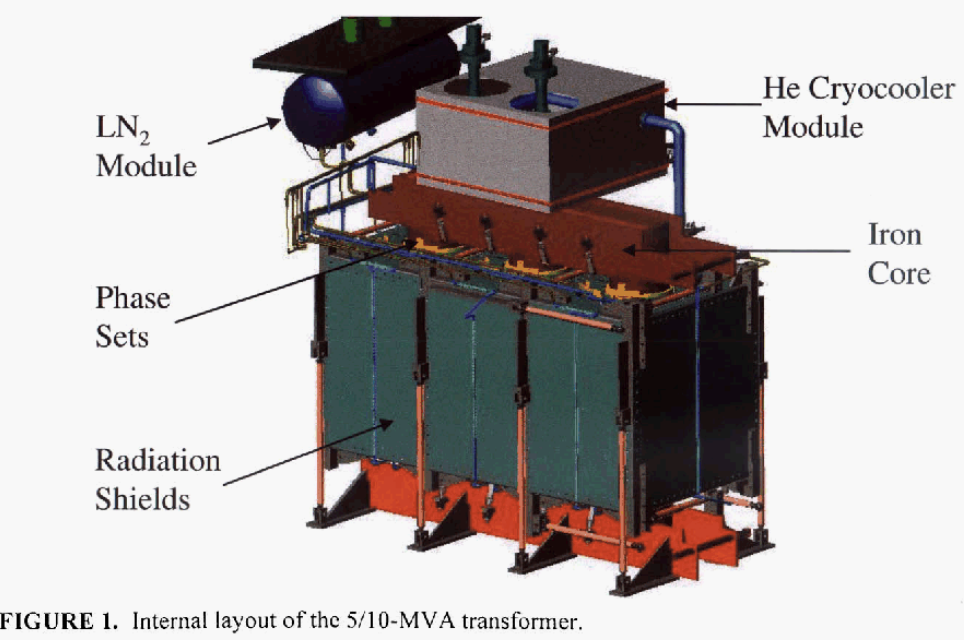 LN2
Module
He Cryocooler
Module
Iron
Core
Phase
Sets
Radiation
Shields
FIGURE 1. Internal layout of the 5/10-MVA transformer.